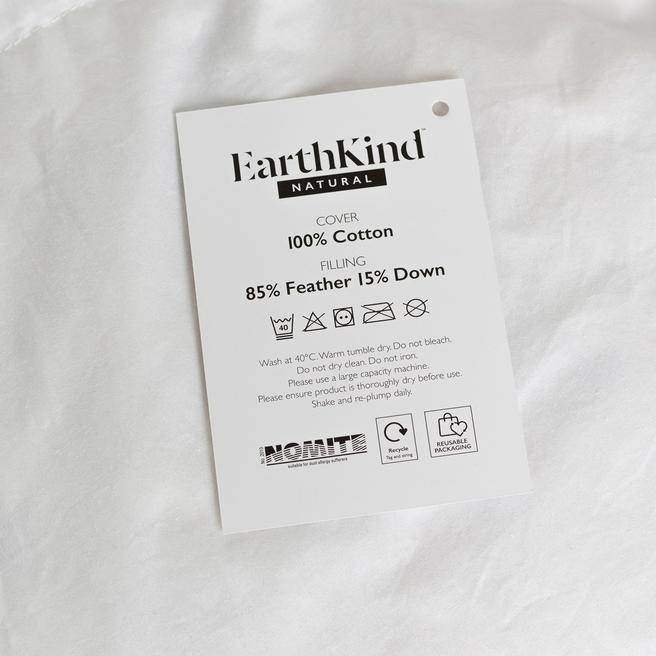 EarthKind™
NATURAL
COVER
100% Cotton
FILLING
85% Feather 15% Down
40
Wash at 40°C. Warm tumble dry. Do not bleach.
Do not dry clean. Do not iron.
Please use a large capacity machine.
Please ensure product is thoroughly dry before use.
Shake and re-plump daily.
NOMITE
suitable for dust allergy sufferers
Recycle
Tag and string
REUSABLE
PACKAGING